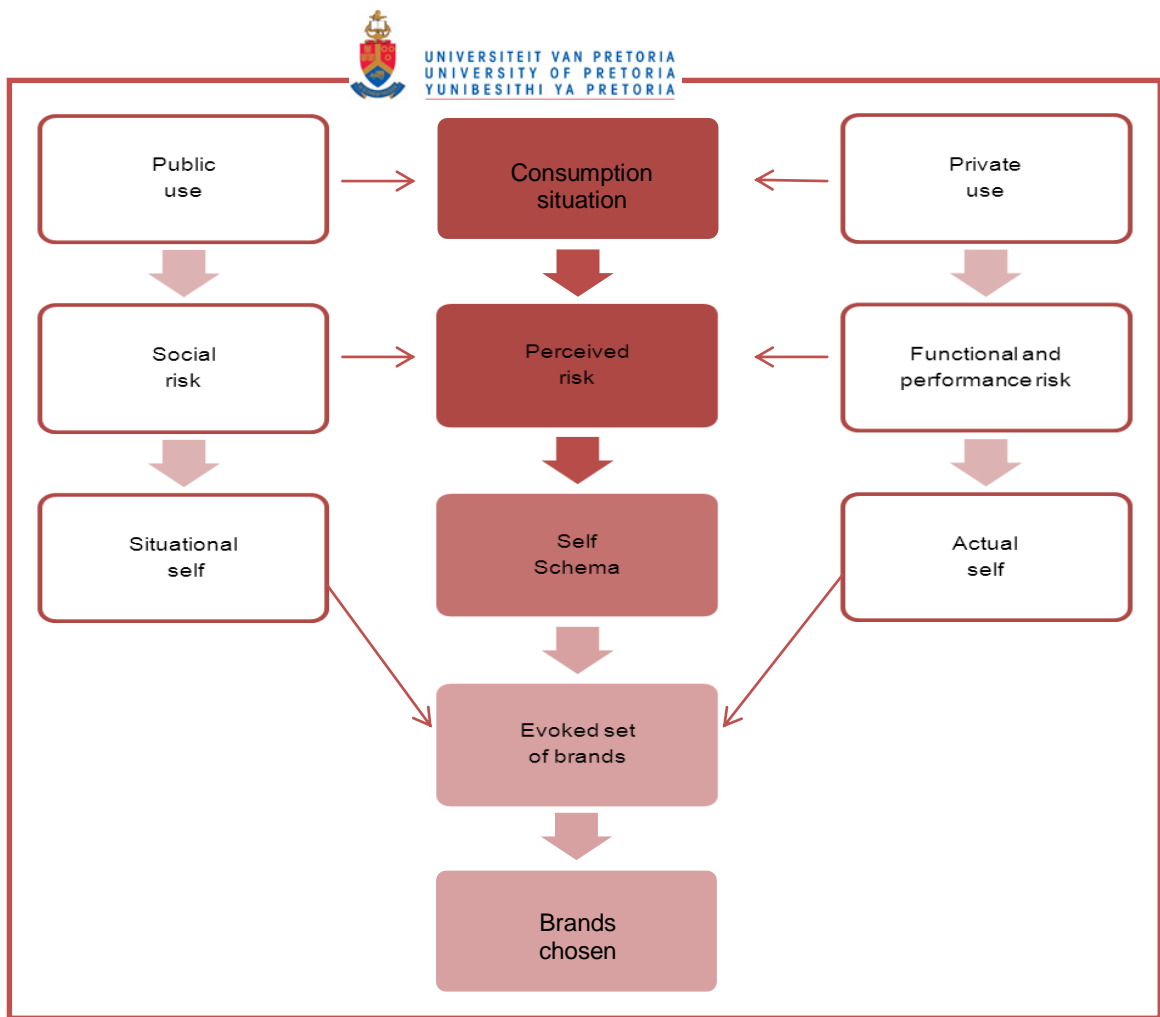 UNIVERSITEIT VAN PRETORIA
UNIVERSITY OF PRETORIA
YUNIBESITHI YA PRETORIA
Public
use
Consumption
situation
Private
use
Social
risk
Perceived
risk
Functional and
performance risk
Situational
self
Self
Schema
Actual
self
Evoked set
of brands
Brands
chosen